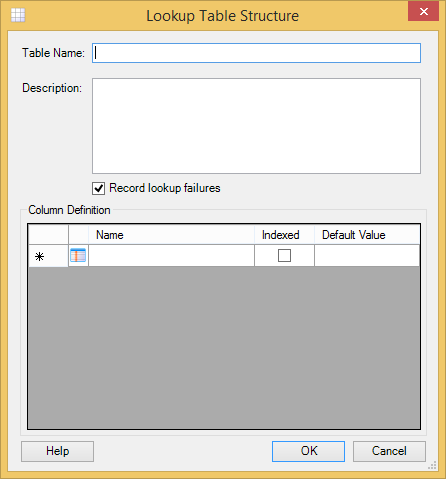 Lookup Table Structure
Table Name:
Description:
Record lookup failures
Column Definition
Name Indexed Default Value
Help OK Cancel